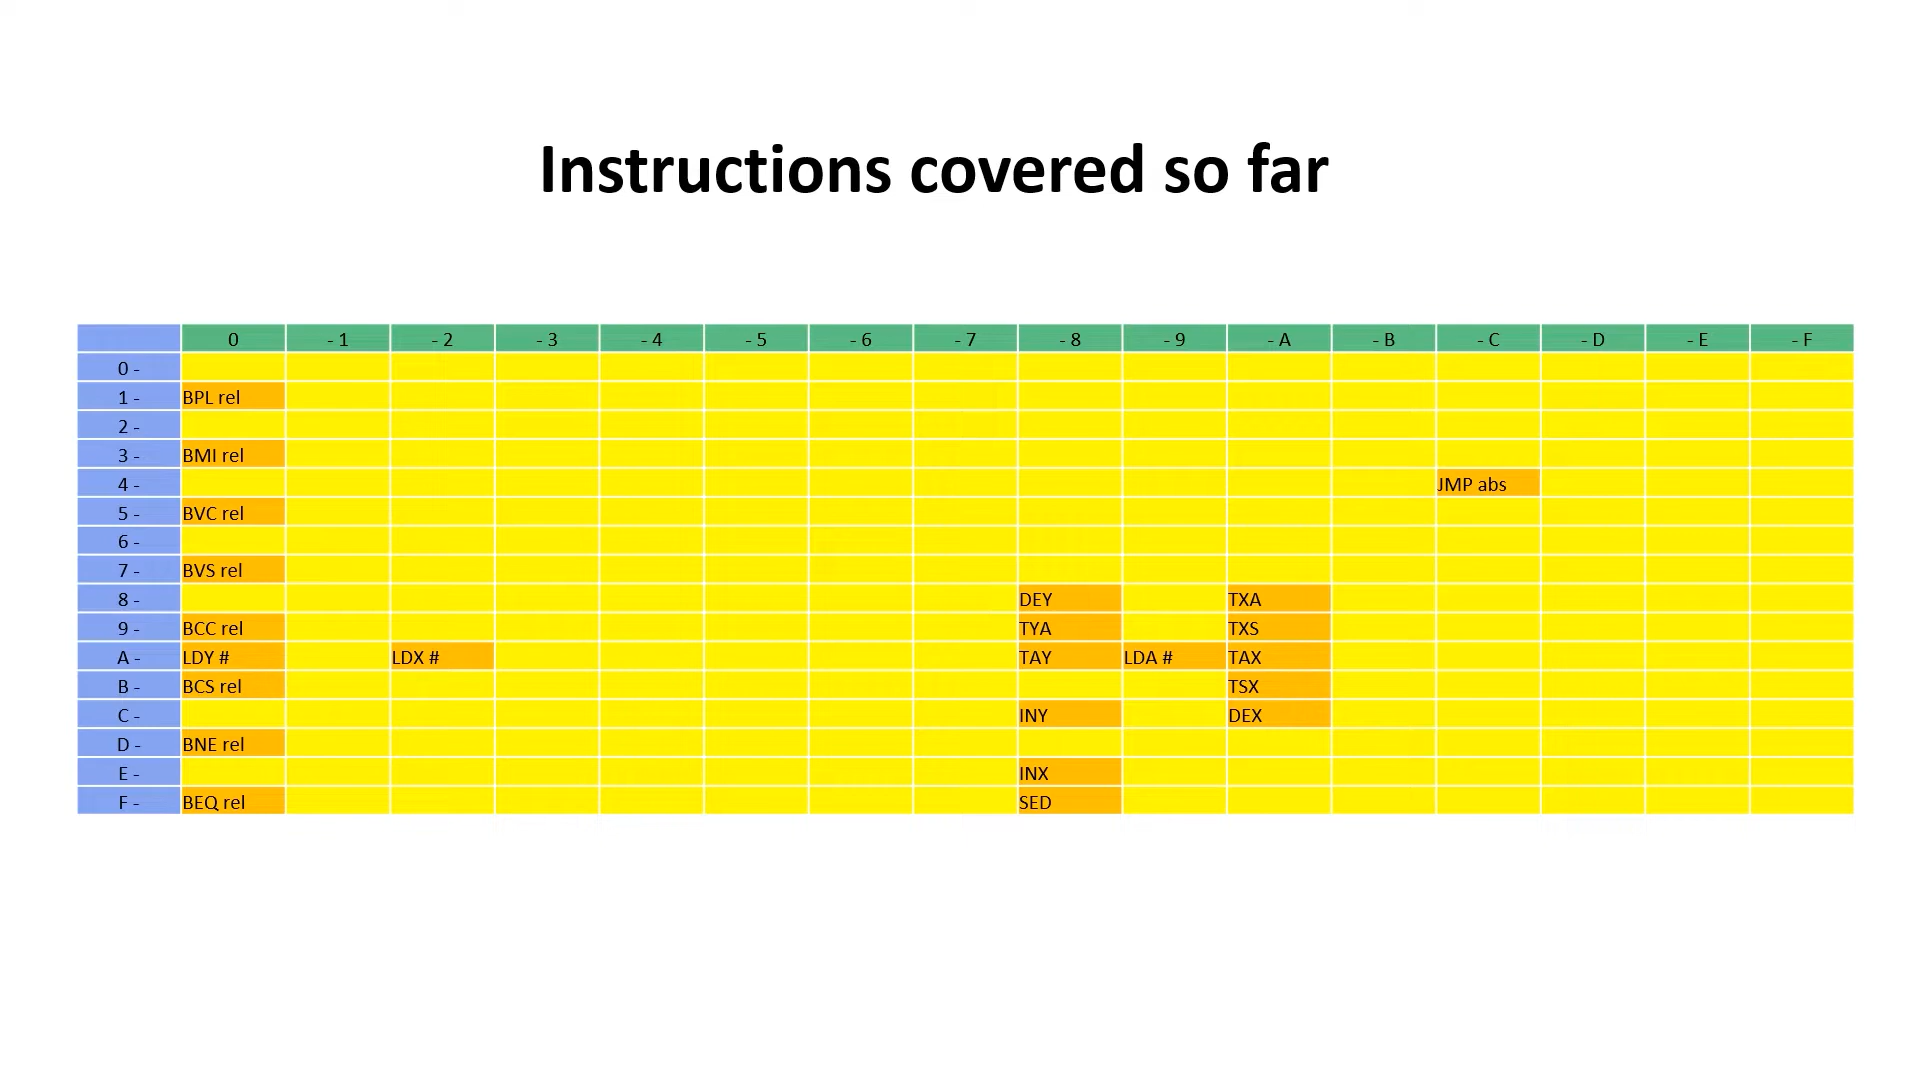 Instructions covered so far
0 - 1 - 2 - 3 - 4 - 5 - 6 - 7 - 8 - 9 - A - B - C - D - E - F
0 -
1 - BPL rel
2 -
3 - BMI rel
4 - JMP abs
5 - BVC rel
6 -
7 - BVS rel
8 - DEY TXA
9 - BCC rel TYA TXS
A - LDY # LDX # TAY LDA # TAX
B - BCS rel TSX
C - INY DEX
D - BNE rel
E - INX
F - BEQ rel SED